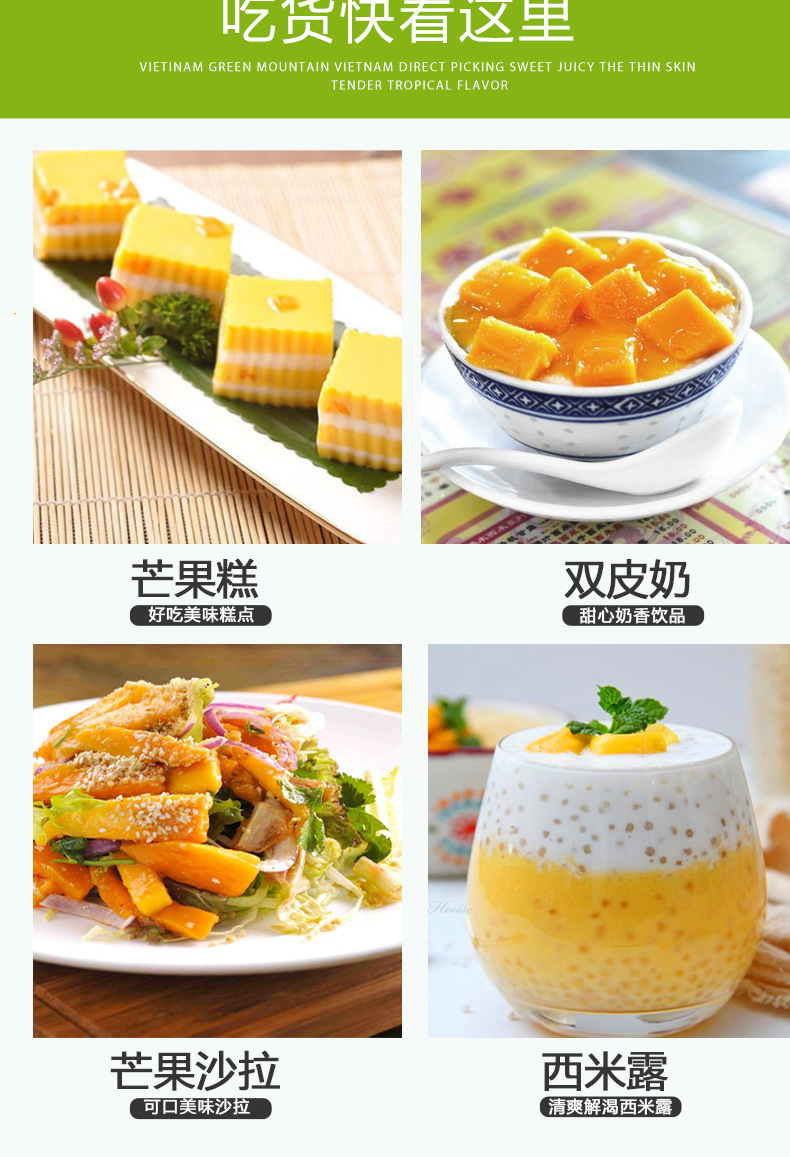 吃货快看这里
VIETINAM GREEN MOUNTAIN VIETNAM DIRECT PICKING SWEET JUICY THE THIN SKIN
TENDER TROPICAL FLAVOR
芒果糕
好吃美味糕点
双皮奶
甜心奶香饮品
House
芒果沙拉
可口美味沙拉
西米露
清爽解渴西米露